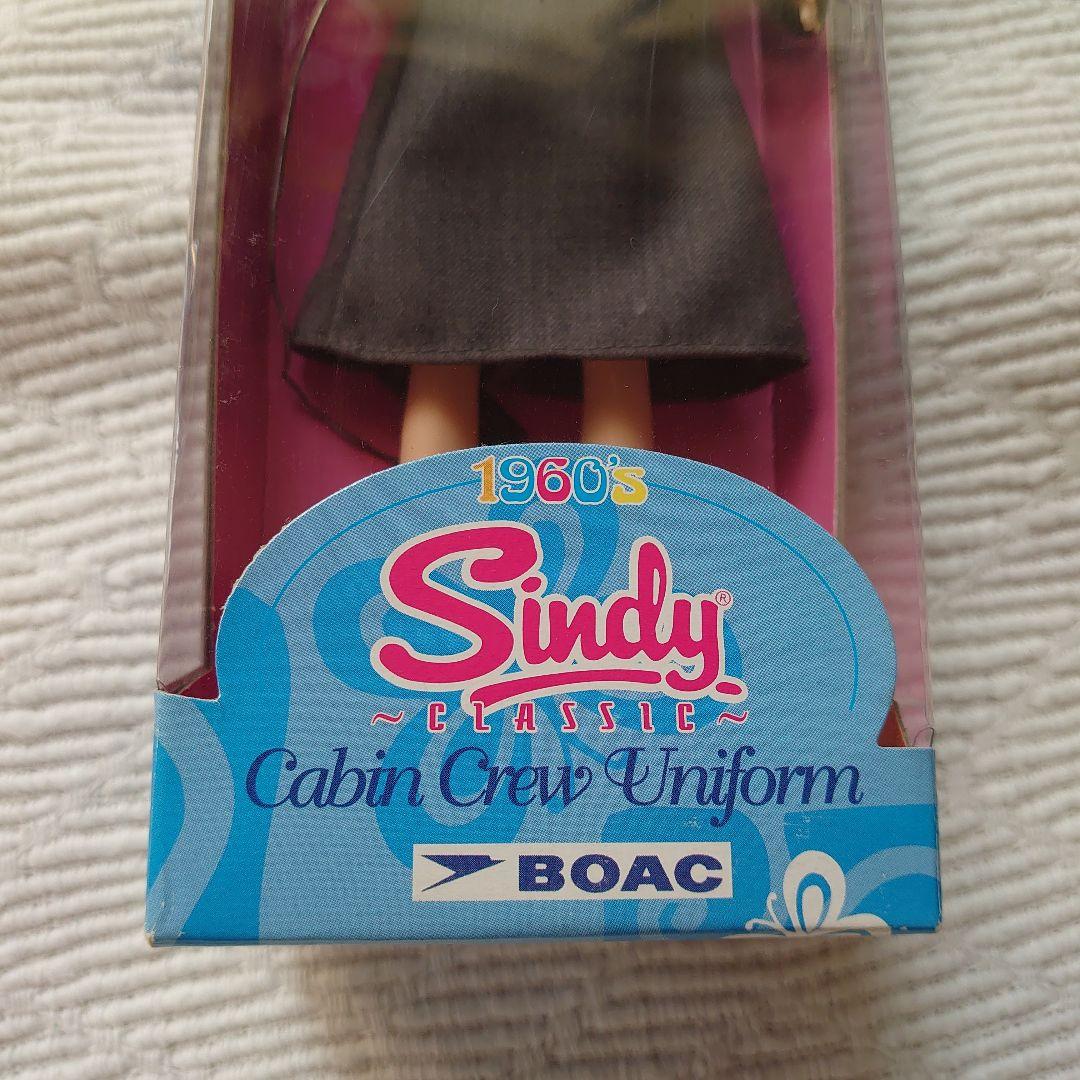 1960's
Sindy®
~CLASSIC~
Cabin Crew Uniform
BOAC